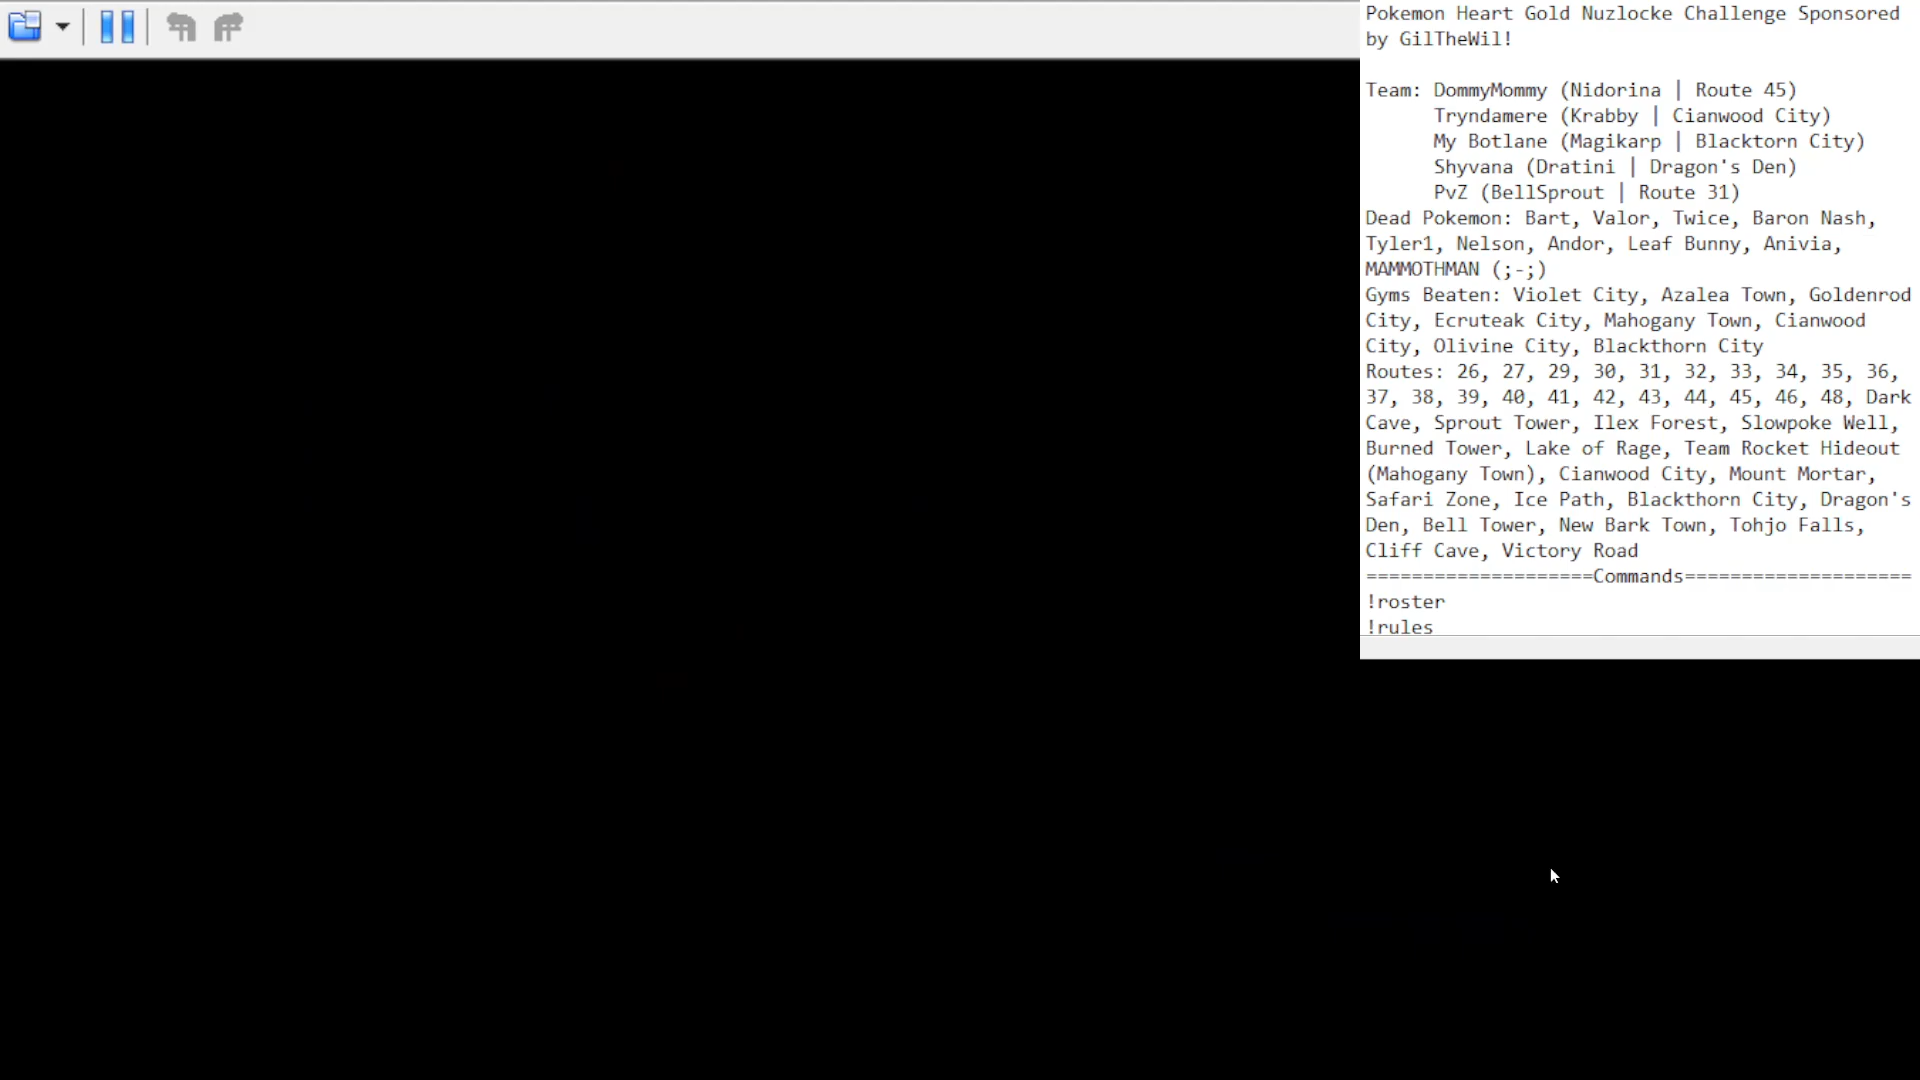 Pokemon Heart Gold Nuzlocke Challenge Sponsored
by GilTheWil!
Team: DommyMommy (Nidorina | Route 45)
Tryndamere (Krabby | Cianwood City)
My Botlane (Magikarp | Blacktorn City)
Shyvana (Dratini | Dragon's Den)
PvZ (BellSprout | Route 31)
Dead Pokemon: Bart, Valor, Twice, Baron Nash,
Tyler1, Nelson, Andor, Leaf Bunny, Anivia,
MAMMOTHMAN (;-;)
Gyms Beaten: Violet City, Azalea Town, Goldenrod
City, Ecruteak City, Mahogany Town, Cianwood
City, Olivine City, Blackthorn City
Routes: 26, 27, 29, 30, 31, 32, 33, 34, 35, 36,
37, 38, 39, 40, 41, 42, 43, 44, 45, 46, 48, Dark
Cave, Sprout Tower, Ilex Forest, Slowpoke Well,
Burned Tower, Lake of Rage, Team Rocket Hideout
(Mahogany Town), Cianwood City, Mount Mortar,
Safari Zone, Ice Path, Blackthorn City, Dragon's
Den, Bell Tower, New Bark Town, Tohjo Falls,
Cliff Cave, Victory Road
====================Commands====================
!roster
!rules